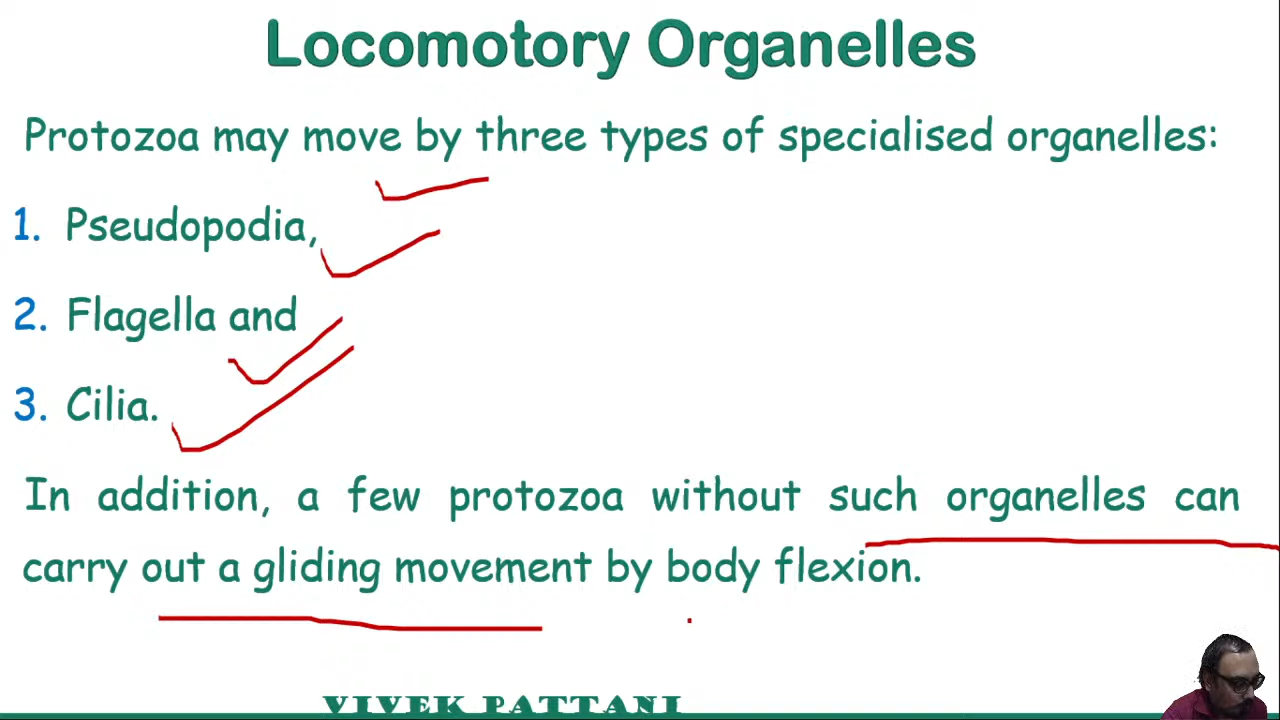 Locomotory Organelles
Protozoa may move by three types of specialised organelles:
1. Pseudopodia,
2. Flagella and
3. Cilia.
In addition, a few protozoa without such organelles can
carry out a gliding movement by body flexion.
VIVEK PATTANI